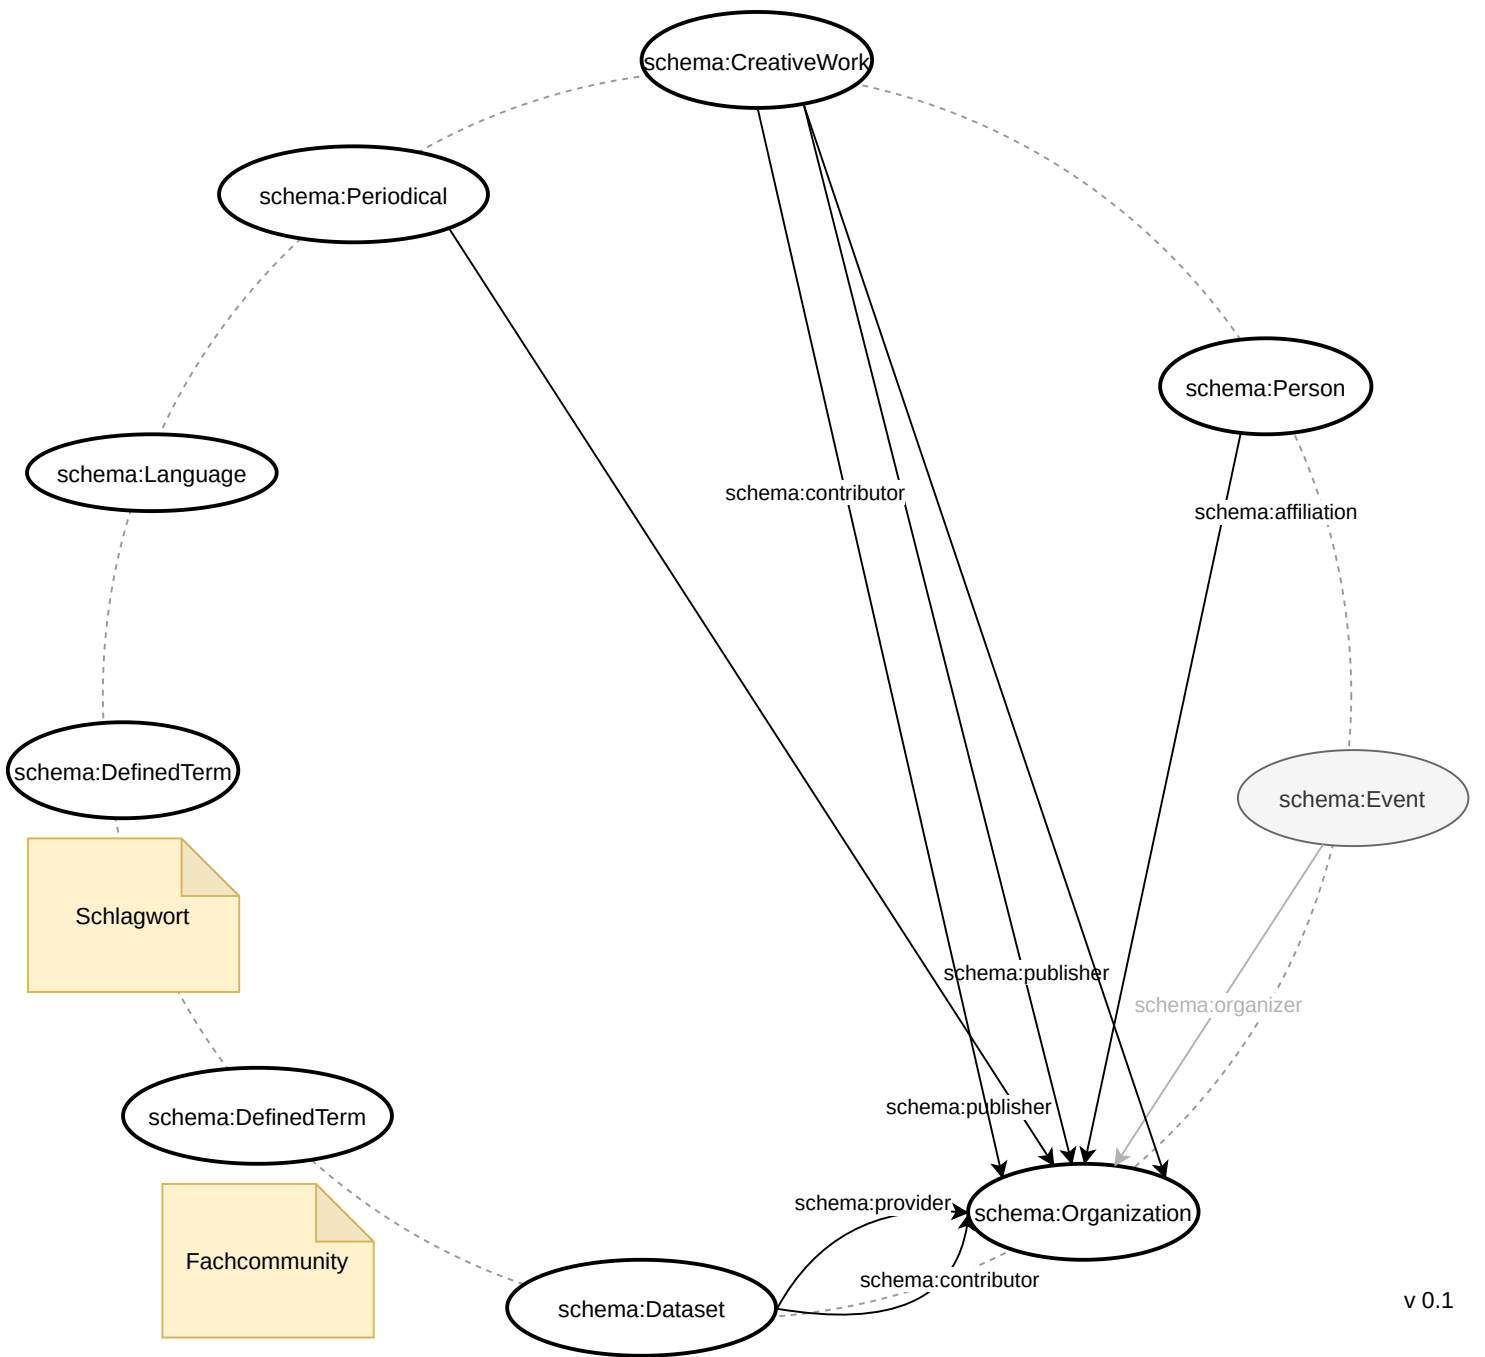 schema:CreativeWork
schema:Periodical
schema:Person
schema:Language
schema:contributor
schema:affiliation
schema:DefinedTerm
schema:Event
Schlagwort
schema:publisher
schema:organizer
schema:publisher
schema:DefinedTerm
schema:provider
schema:Organization
Fachcommunity
schema:contributor
schema:Dataset
v 0.1